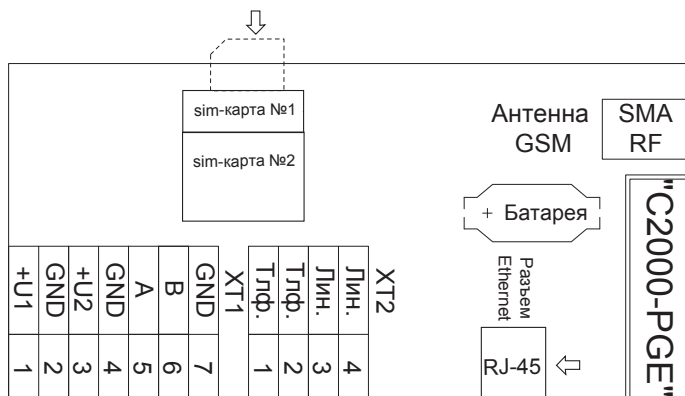 sim-карта №1
sim-карта №2
Антенна
GSM
SMA
RF
+ Батарея
Разъем
Ethernet
RJ-45
"С2000-PGE"
XT1
+U1 1
GND 2
+U2 3
GND 4
A 5
B 6
GND 7
XT2
Тлф. 1
Тлф. 2
Лин. 3
Лин. 4